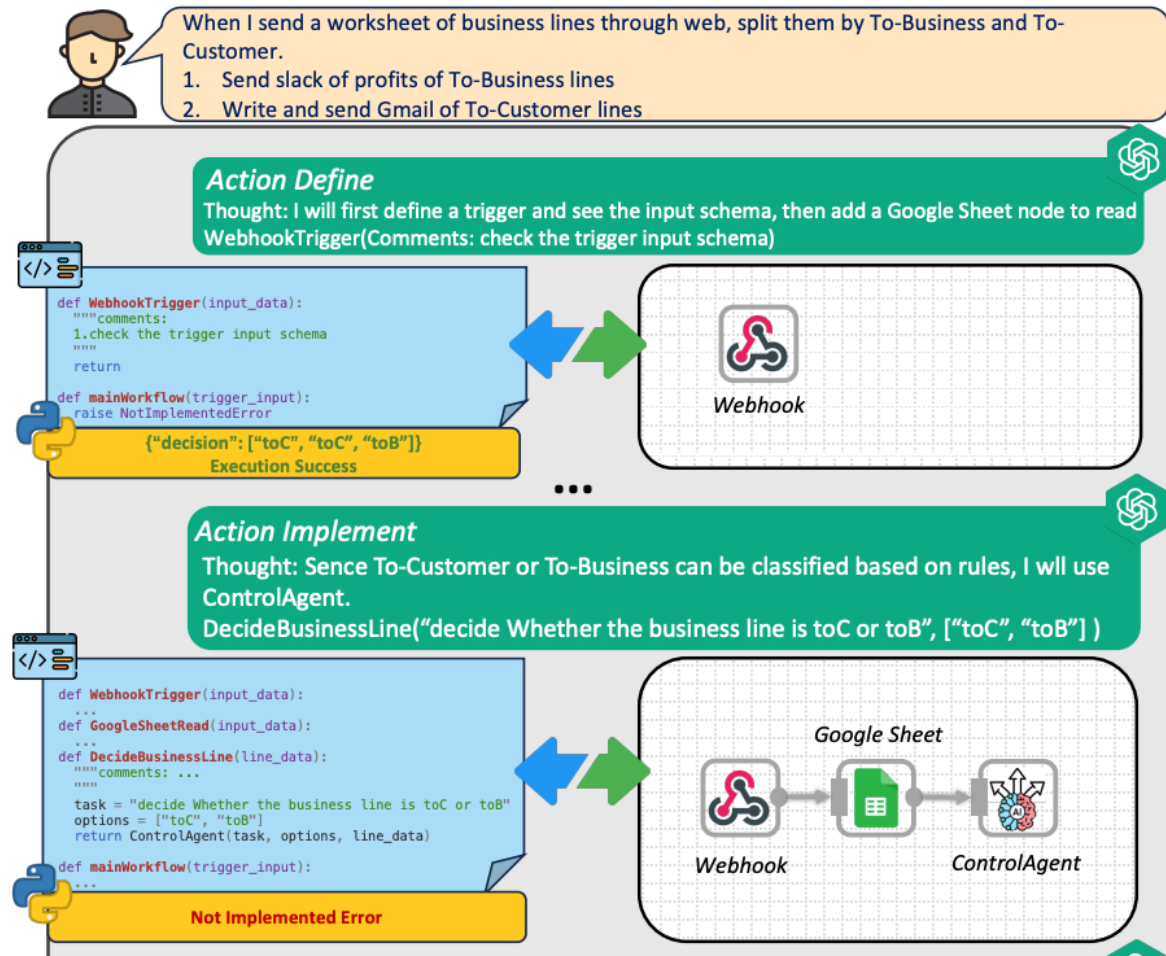 When I send a worksheet of business lines through web, split them by To-Business and To-
Customer.
1. Send slack of profits of To-Business lines
2. Write and send Gmail of To-Customer lines
Action Define
Thought: I will first define a trigger and see the input schema, then add a Google Sheet node to read
WebhookTrigger(Comments: check the trigger input schema)
</>
def WebhookTrigger(input_data):
"""comments:
1.check the trigger input schema
"""
return
def mainWorkflow(trigger_input):
raise NotImplementedError
{“decision”: [“toC”, “toC”, “toB”]}
Execution Success
Webhook
...
Action Implement
Thought: Sence To-Customer or To-Business can be classified based on rules, I wll use
ControlAgent.
DecideBusinessLine(“decide Whether the business line is toC or toB”, [“toC”, “toB”] )
</>
def WebhookTrigger(input_data):
...
def GoogleSheetRead(input_data):
...
def DecideBusinessLine(line_data):
"""comments: ...
"""
task = "decide Whether the business line is toC or toB"
options = ["toC", "toB"]
return ControlAgent(task, options, line_data)
def mainWorkflow(trigger_input):
...
Not Implemented Error
Google Sheet
AI
Webhook
ControlAgent